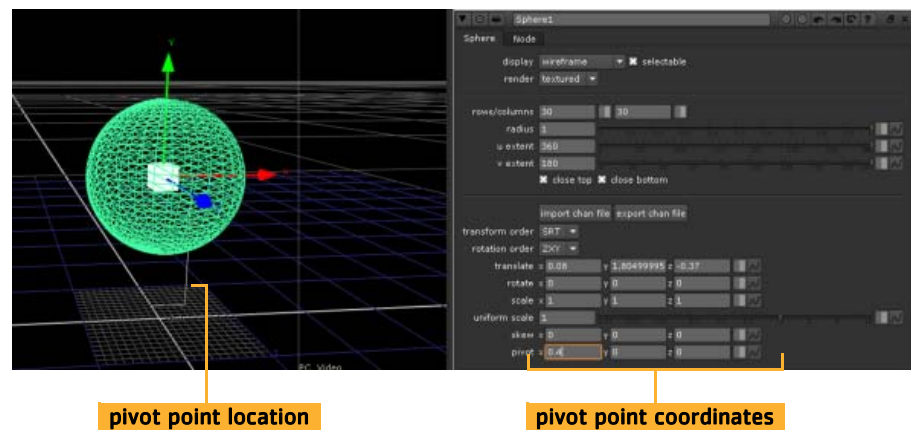 Sphere1
Sphere Node
display wireframe selectable
render textured
rows/columns 30 30
radius 1
u extent 360
v extent 180
close top close bottom
import chan file export chan file
transform order SRT
rotation order ZXY
translate x 0.08 y 1.80499995 z -0.37
rotate x 0 y 0 z 0
scale x 1 y 1 z 1
uniform scale 1
skew x 0 y 0 z 0
pivot x 0.4 y 0 z 0
Y
X
PC_Video
pivot point location
pivot point coordinates